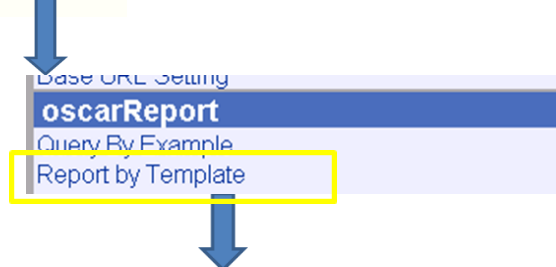 Base URL Setting
oscarReport
Query By Example
Report by Template